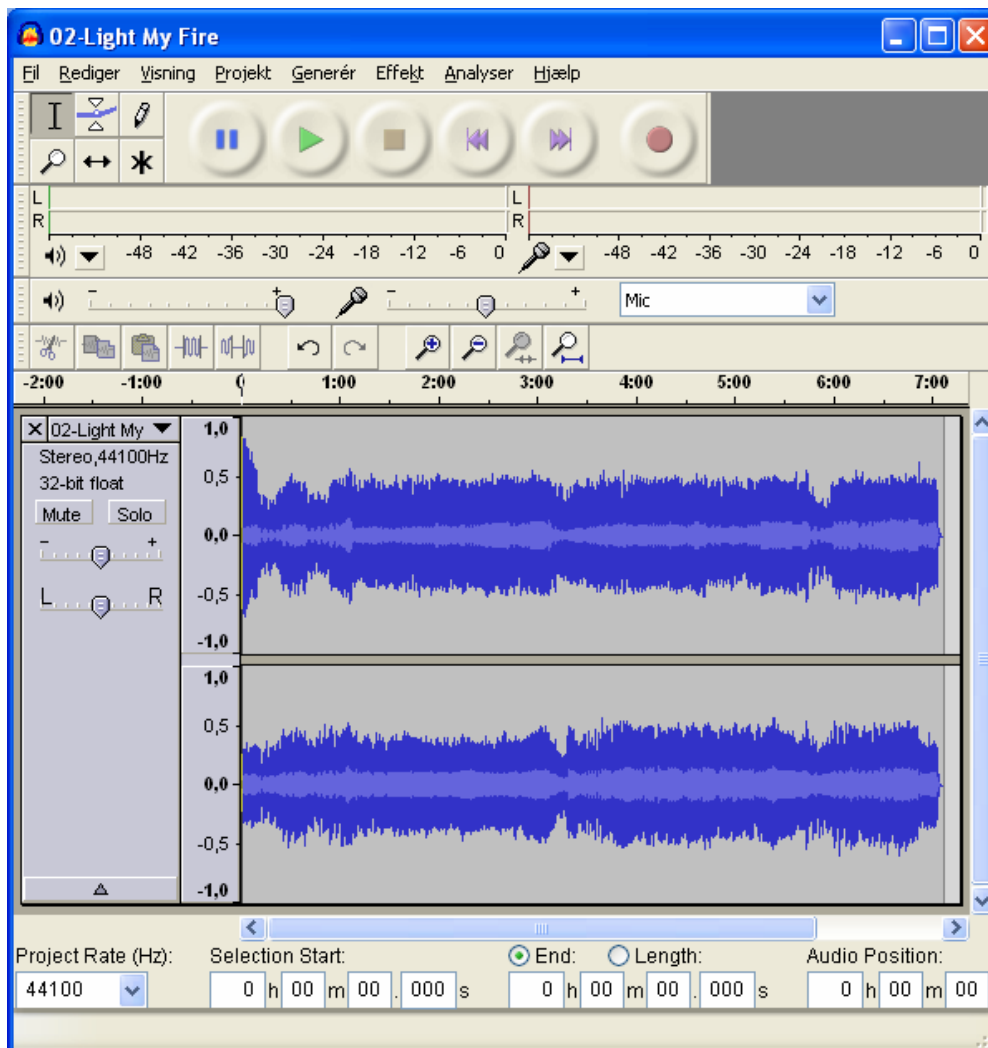 02-Light My Fire
Fil Rediger Visning Projekt Generér Effekt Analyser Hjælp
L L
R R
-48 -42 -36 -30 -24 -18 -12 -6 0 -48 -42 -36 -30 -24 -18 -12 -6 0
- + - + Mic
-2:00 -1:00 0 1:00 2:00 3:00 4:00 5:00 6:00 7:00
02-Light My 1,0
Stereo,44100Hz
32-bit float 0,5
Mute Solo
- + 0,0
L R -0,5
-1,0
1,0
0,5
0,0
-0,5
-1,0
Project Rate (Hz): Selection Start: End: Length: Audio Position:
44100 0 h 00 m 00 . 000 s 0 h 00 m 00 . 000 s 0 h 00 m 00